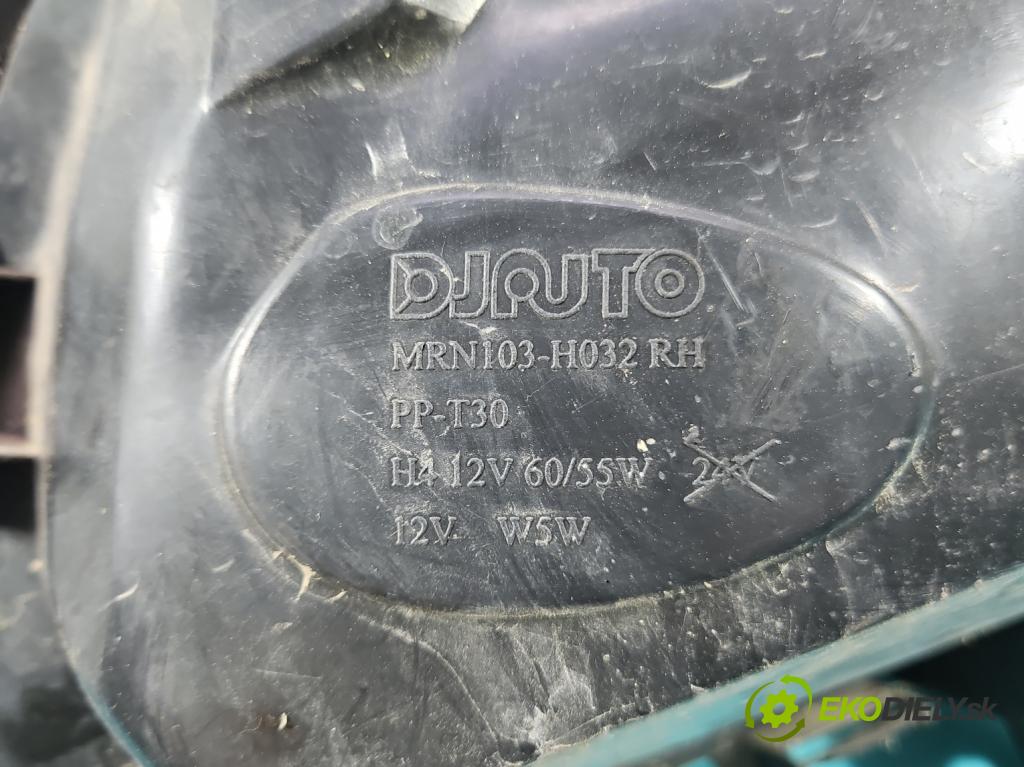 DJAUTO
MRN103-H032 RH
PP-T30
H4 12V 60/55W 24V
12V W5W
EKODIELY.sk